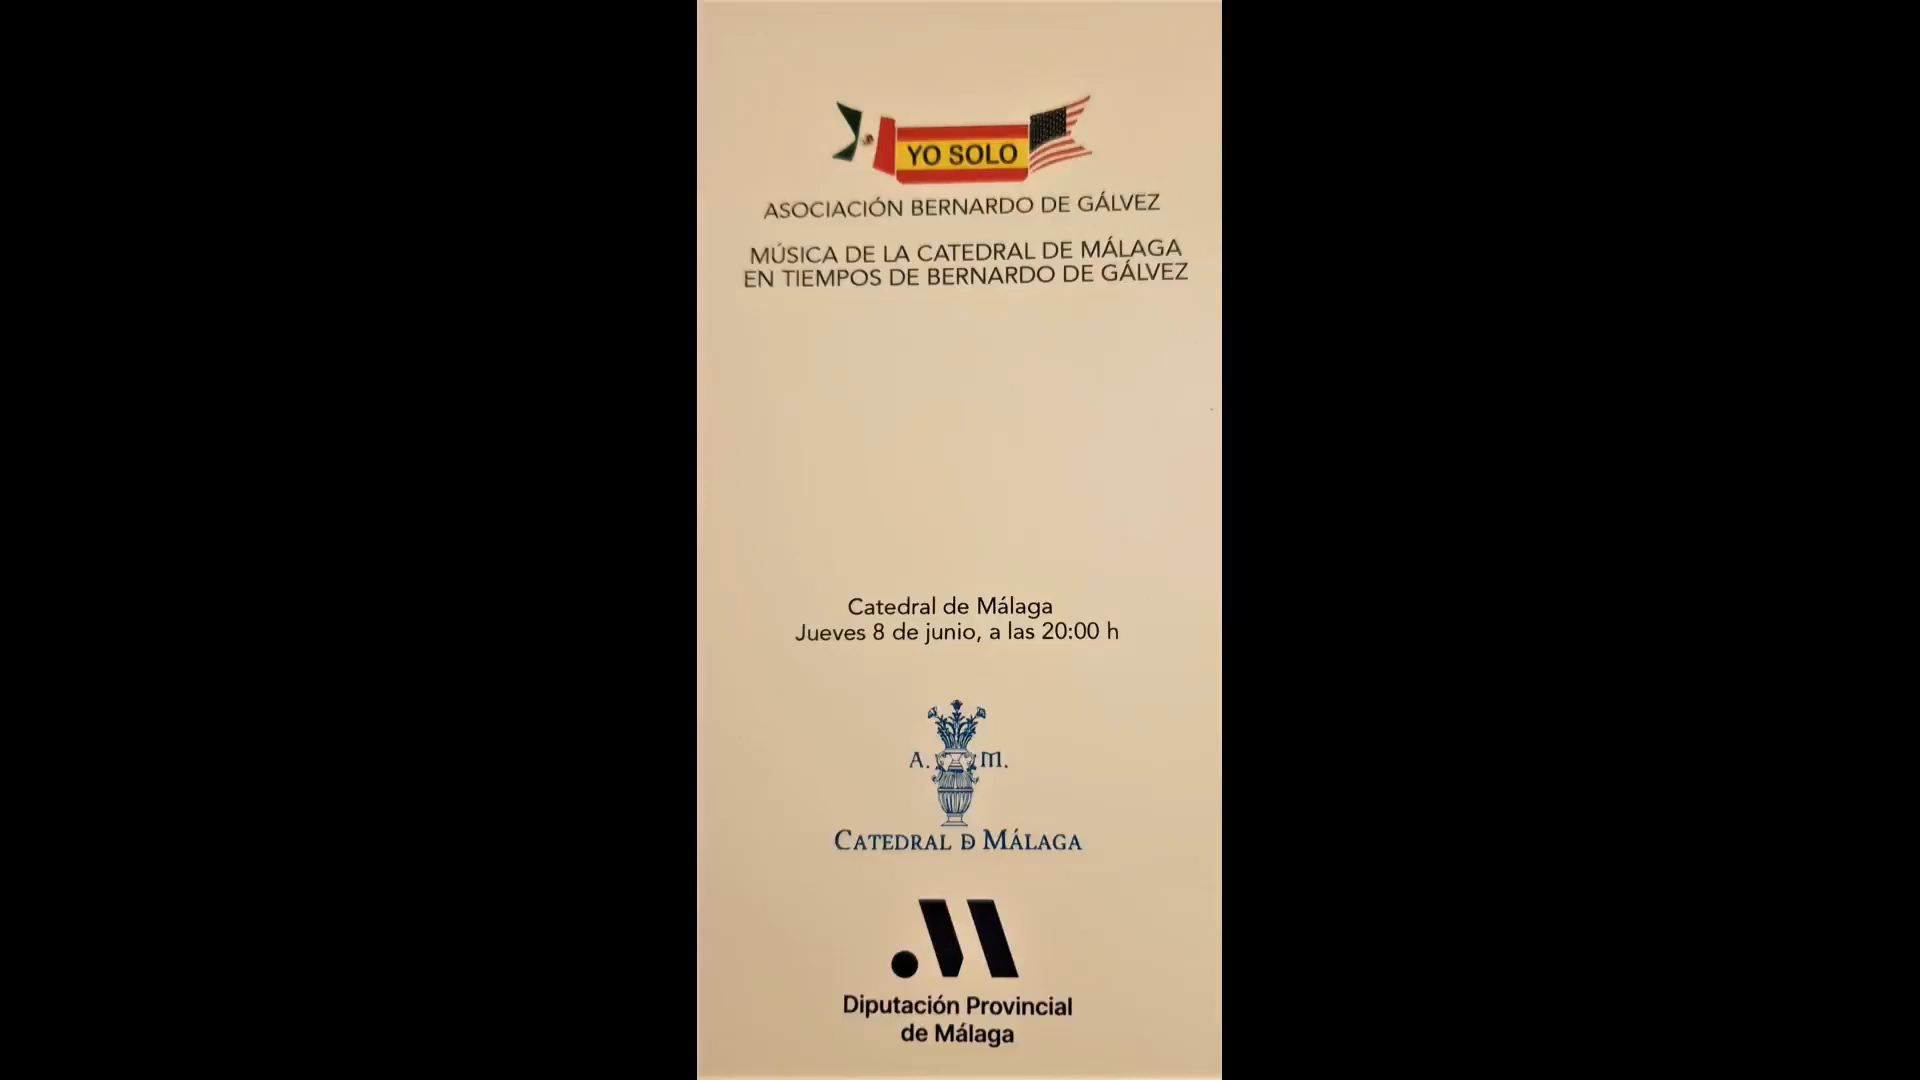 YO SOLO
ASOCIACIÓN BERNARDO DE GÁLVEZ
MÚSICA DE LA CATEDRAL DE MÁLAGA
EN TIEMPOS DE BERNARDO DE GÁLVEZ
Catedral de Málaga
Jueves 8 de junio, a las 20:00 h
A. M.
CATEDRAL Đ MÁLAGA
Diputación Provincial
de Málaga